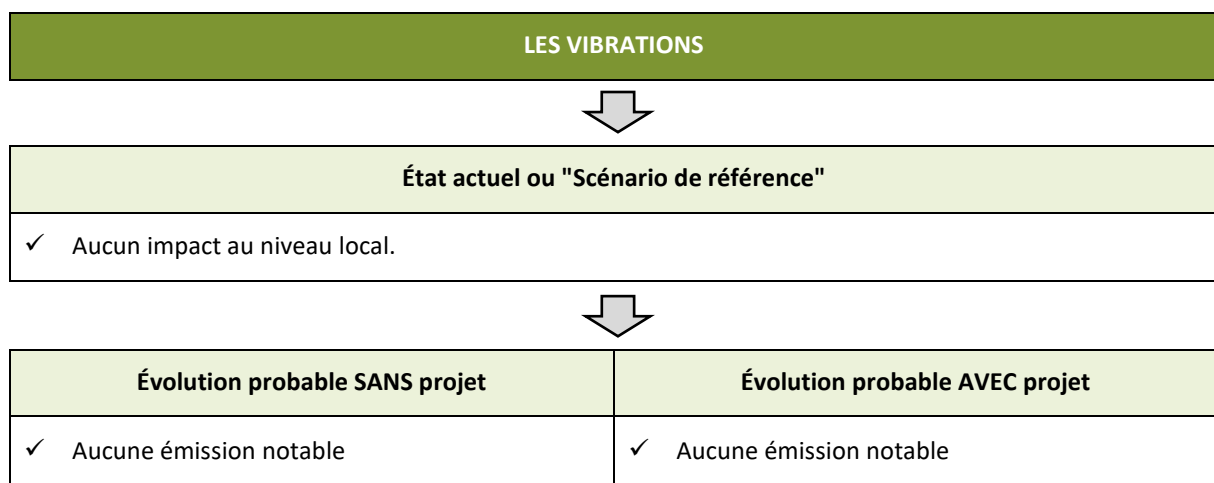 LES VIBRATIONS
État actuel ou "Scénario de référence"
✓ Aucun impact au niveau local.
Évolution probable SANS projet
Évolution probable AVEC projet
✓ Aucune émission notable
✓ Aucune émission notable